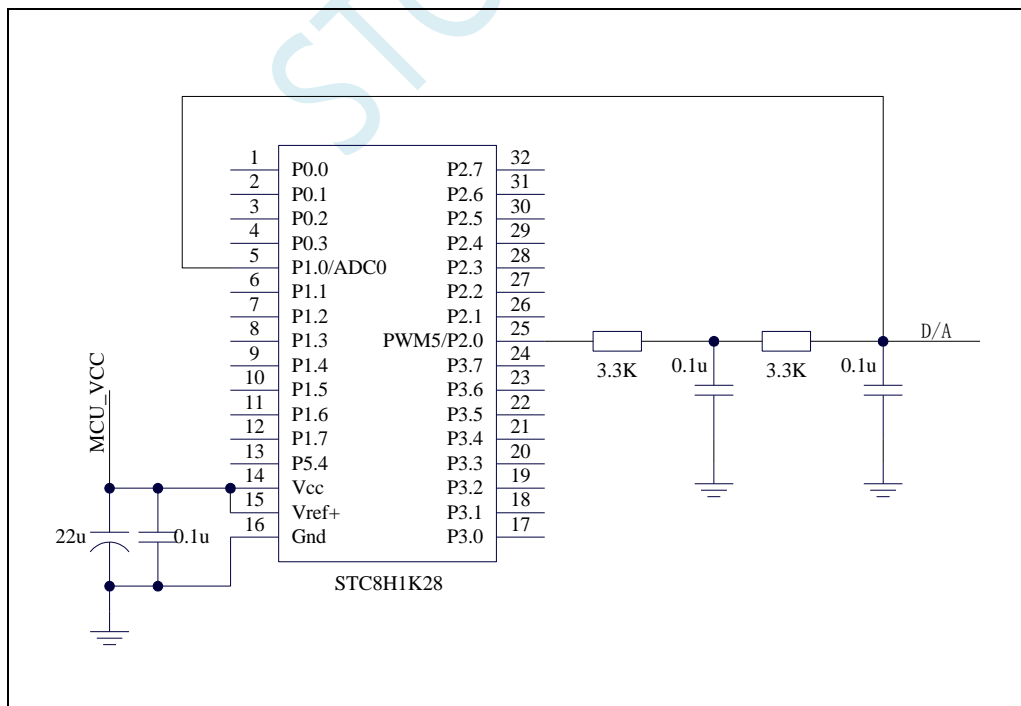 STC
1 P0.0 P2.7 32
2 P0.1 P2.6 31
3 P0.2 P2.5 30
4 P0.3 P2.4 29
5 P1.0/ADC0 P2.3 28
6 P1.1 P2.2 27
7 P1.2 P2.1 26
8 P1.3 PWM5/P2.0 25
9 P1.4 P3.7 24
10 P1.5 P3.6 23
11 P1.6 P3.5 22
12 P1.7 P3.4 21
13 P5.4 P3.3 20
14 Vcc P3.2 19
15 Vref+ P3.1 18
16 Gnd P3.0 17
STC8H1K28
MCU_VCC
22u
0.1u
3.3K
0.1u
3.3K
0.1u
D/A